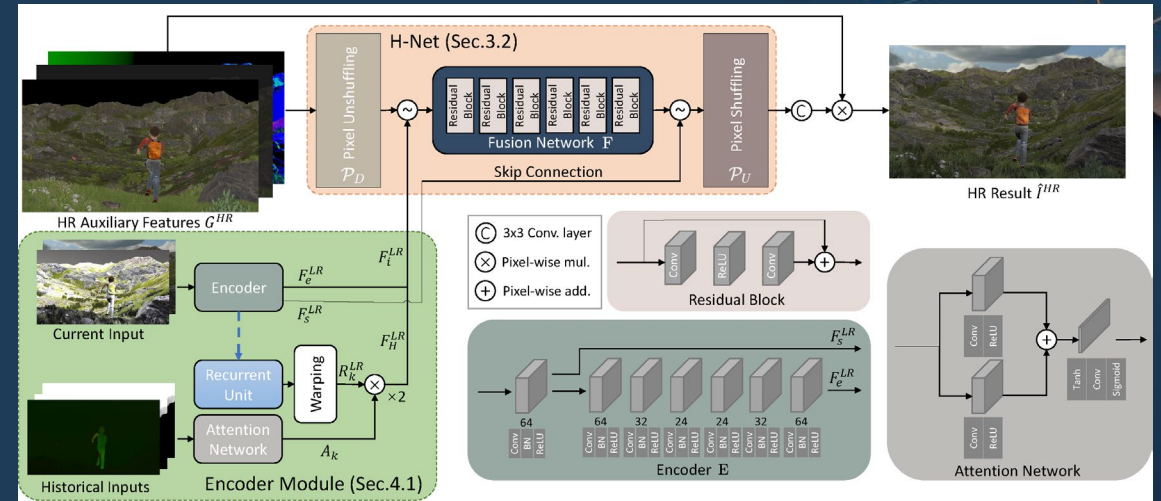 H-Net (Sec.3.2)
Pixel Unshuffling
𝒫_D
~
Residual Block
Residual Block
Residual Block
Residual Block
Residual Block
Residual Block
Fusion Network F
~
Skip Connection
Pixel Shuffling
𝒫_U
C
×
HR Auxiliary Features G^{HR}
HR Result Î^{HR}
Current Input
Encoder
F_e^{LR}
F_s^{LR}
F_i^{LR}
F_H^{LR}
Recurrent
Unit
Warping
R_k^{LR}
×
×2
Attention
Network
A_k
Historical Inputs
Encoder Module (Sec.4.1)
C 3x3 Conv. layer
× Pixel-wise mul.
+ Pixel-wise add.
Conv
ReLU
Conv
+
Residual Block
F_s^{LR}
F_e^{LR}
64
64
32
24
24
32
64
Conv BN ReLU
Conv BN ReLU
Conv BN ReLU
Conv BN ReLU
Conv BN ReLU
Conv BN ReLU
Conv BN ReLU
Encoder E
Conv ReLU
+
Tanh Conv Sigmoid
Conv ReLU
Attention Network